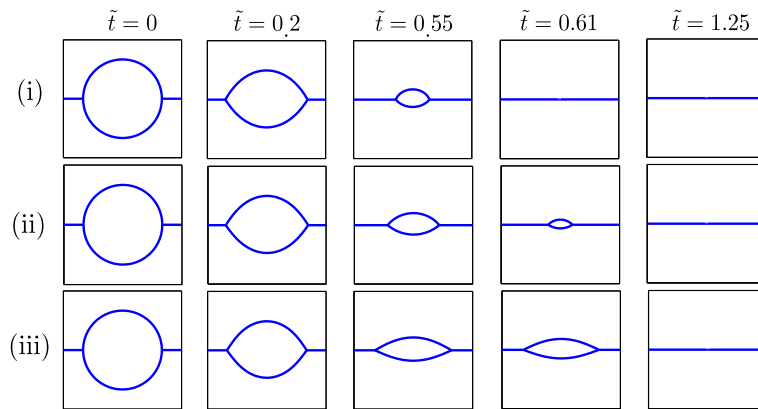 t̃ = 0 t̃ = 0.2 t̃ = 0.55 t̃ = 0.61 t̃ = 1.25
(i)
(ii)
(iii)